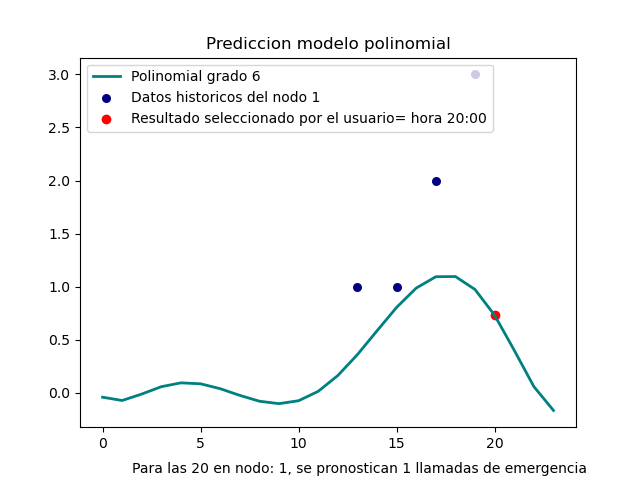 Prediccion modelo polinomial
Polinomial grado 6
Datos historicos del nodo 1
Resultado seleccionado por el usuario= hora 20:00
3.0
2.5
2.0
1.5
1.0
0.5
0.0
0 5 10 15 20
Para las 20 en nodo: 1, se pronostican 1 llamadas de emergencia